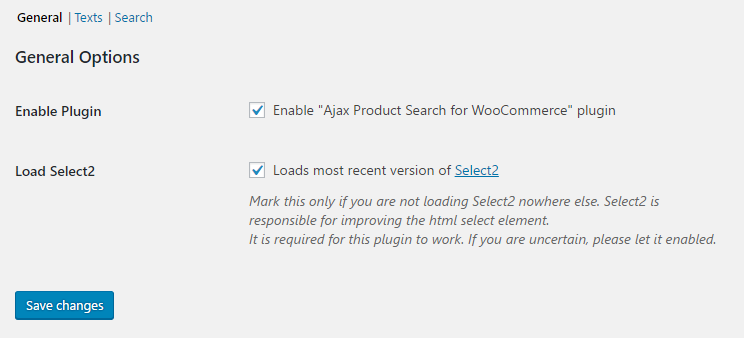 General | Texts | Search
General Options
Enable Plugin
Enable "Ajax Product Search for WooCommerce" plugin
Load Select2
Loads most recent version of Select2
Mark this only if you are not loading Select2 nowhere else. Select2 is
responsible for improving the html select element.
It is required for this plugin to work. If you are uncertain, please let it enabled.
Save changes